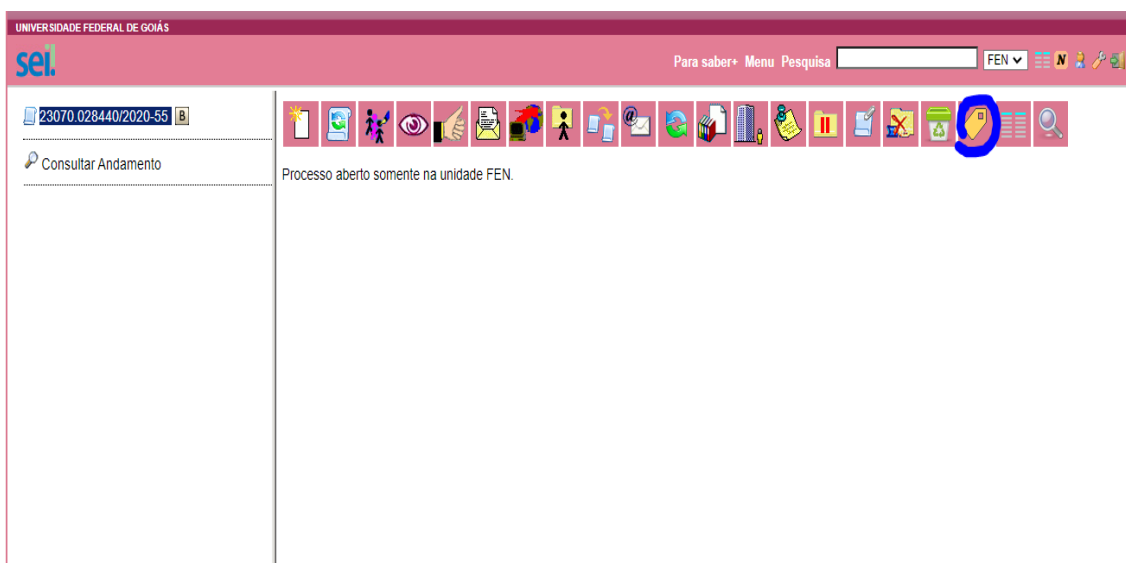 UNIVERSIDADE FEDERAL DE GOIÁS
sei!
Para saber+ Menu Pesquisa FEN N
23070.028440/2020-55 B
Consultar Andamento
Processo aberto somente na unidade FEN.